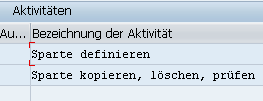 Aktivitäten
Au... Bezeichnung der Aktivität
Sparte definieren
Sparte kopieren, löschen, prüfen